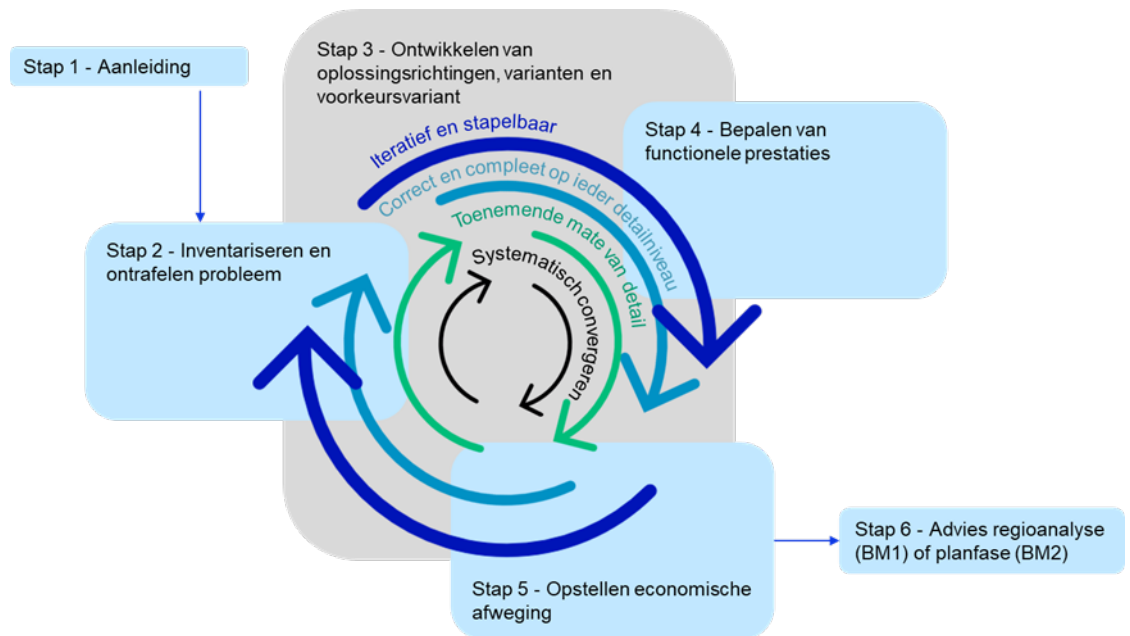 Stap 1 - Aanleiding
Stap 3 - Ontwikkelen van
oplossingsrichtingen, varianten en
voorkeursvariant
Stap 4 - Bepalen van
functionele prestaties
Iteratief en stapelbaar
Correct en compleet op ieder detailniveau
Toenemende mate van detail
Systematisch convergeren
Stap 2 - Inventariseren en
ontrafelen probleem
Stap 5 - Opstellen economische
afweging
Stap 6 - Advies regioanalyse
(BM1) of planfase (BM2)